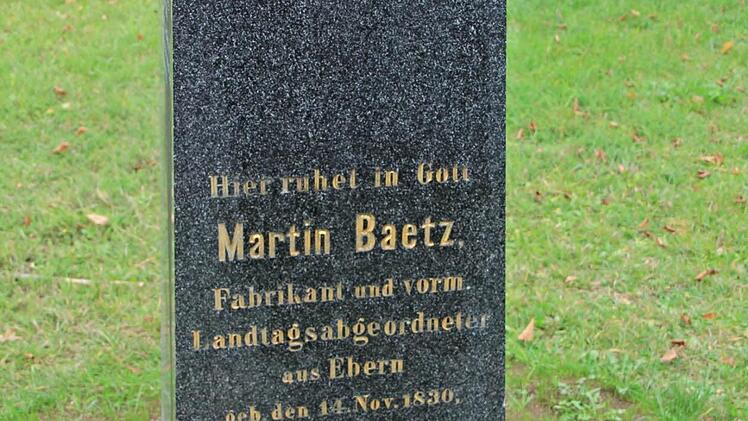 Hier ruhet in Gott
Martin Baetz.
Fabrikant und vorm.
Landtagsabgeordneter
aus Ebern
geb. den 14. Nov. 1830.